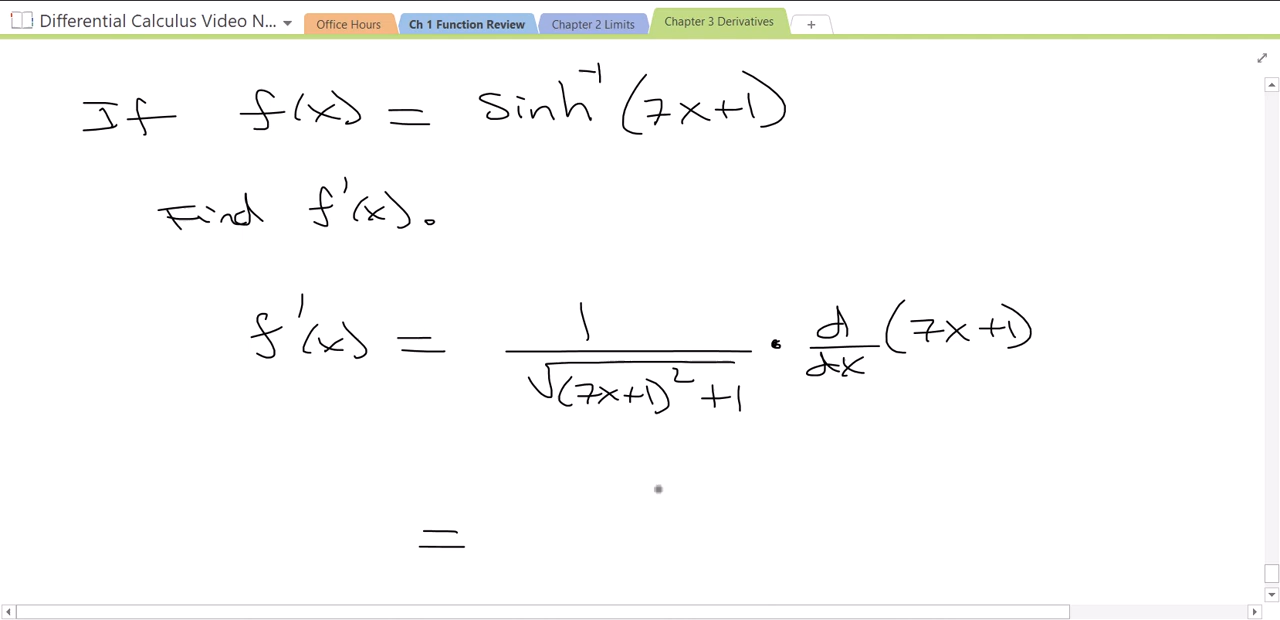 Differential Calculus Video N...
Office Hours
Ch 1 Function Review
Chapter 2 Limits
Chapter 3 Derivatives
+
If f(x) = sinh⁻¹(7x+1)
Find f'(x).
f'(x) = 1/√((7x+1)²+1) · d/dx (7x+1)
=